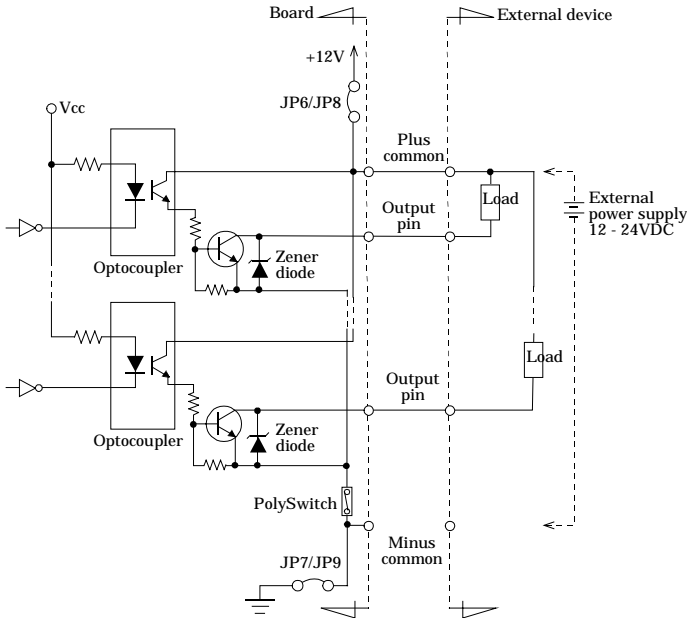 Board
External device
+12V
JP6/JP8
Vcc
Plus
common
Load
External
power supply
12 - 24VDC
Output
pin
Zener
diode
Optocoupler
Load
Output
pin
Zener
diode
Optocoupler
PolySwitch
Minus
common
JP7/JP9